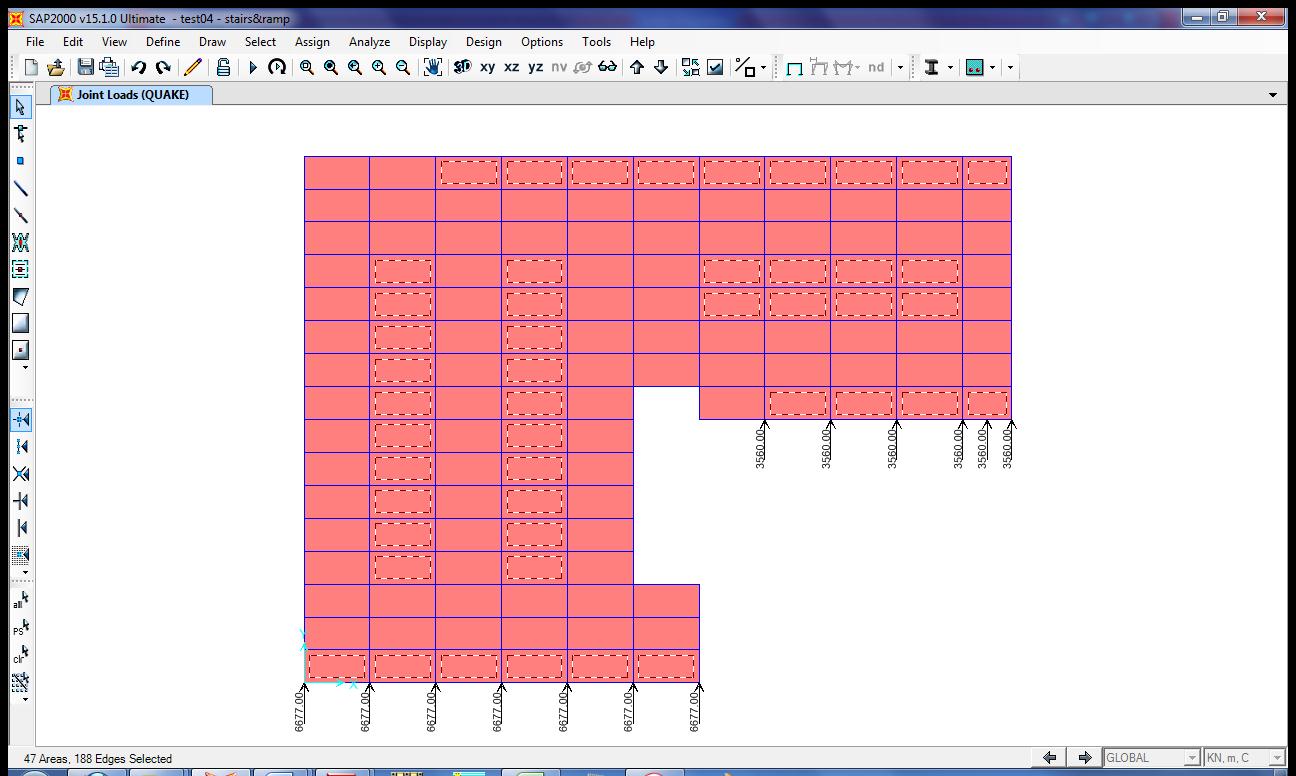 SAP2000 v15.1.0 Ultimate - test04 - stairs&ramp
File Edit View Define Draw Select Assign Analyze Display Design Options Tools Help
3D xy xz yz nv nd
Joint Loads (QUAKE)
3560.00 3560.00 3560.00 3560.00 3560.00 3560.00
all
PS
clr
Y
X
6677.00 6677.00 6677.00 6677.00 6677.00 6677.00 6677.00
47 Areas, 188 Edges Selected
GLOBAL
KN, m, C